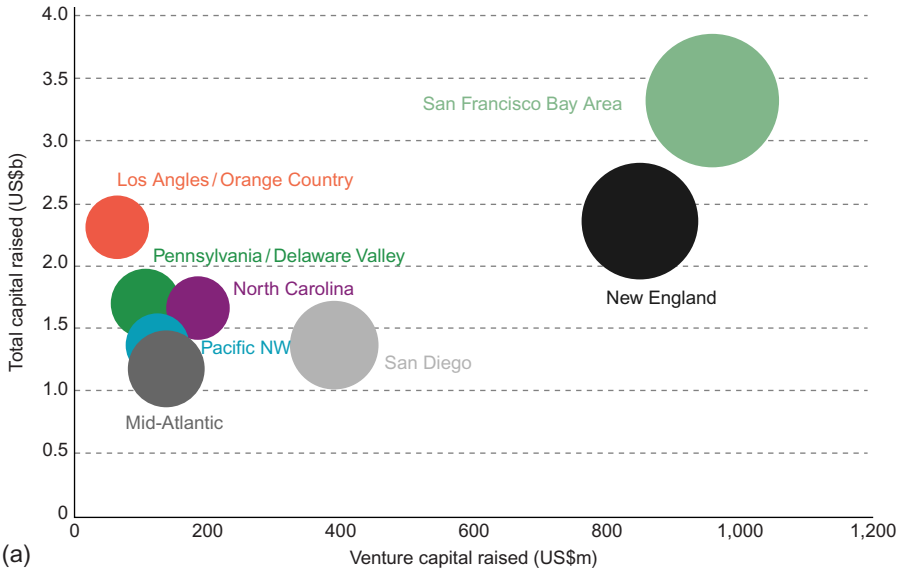 4.0
3.5
3.0
2.5
2.0
1.5
1.0
0.5
0
Total capital raised (US$b)
San Francisco Bay Area
Los Angles/Orange Country
Pennsylvania/Delaware Valley
North Carolina
New England
Pacific NW
San Diego
Mid-Atlantic
0 200 400 600 800 1,000 1,200
Venture capital raised (US$m)
(a)